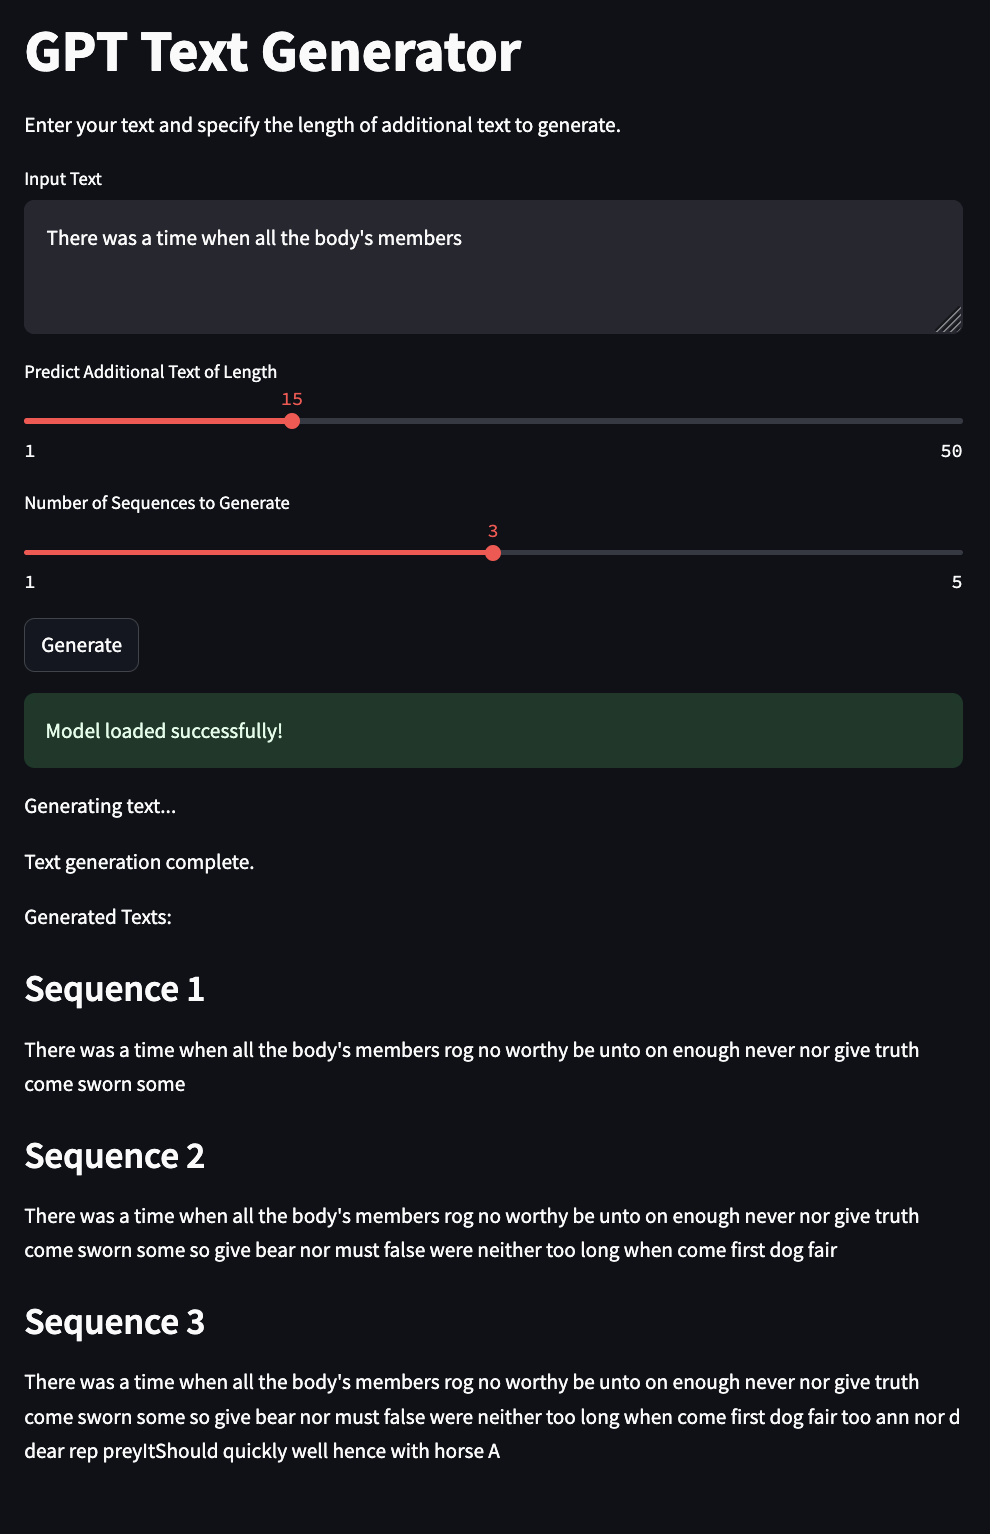 GPT Text Generator
Enter your text and specify the length of additional text to generate.
Input Text
There was a time when all the body's members
Predict Additional Text of Length
15
1 50
Number of Sequences to Generate
3
1 5
Generate
Model loaded successfully!
Generating text...
Text generation complete.
Generated Texts:
Sequence 1
There was a time when all the body's members rog no worthy be unto on enough never nor give truth
come sworn some
Sequence 2
There was a time when all the body's members rog no worthy be unto on enough never nor give truth
come sworn some so give bear nor must false were neither too long when come first dog fair
Sequence 3
There was a time when all the body's members rog no worthy be unto on enough never nor give truth
come sworn some so give bear nor must false were neither too long when come first dog fair too ann nor d
dear rep preyItShould quickly well hence with horse A